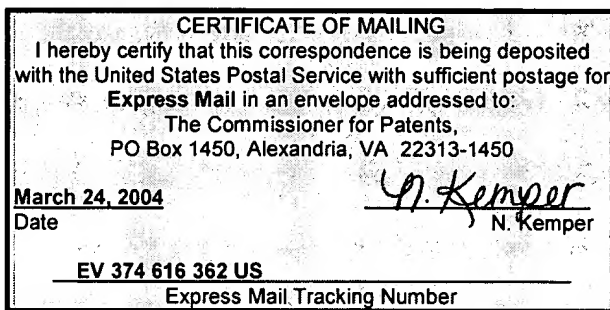 CERTIFICATE OF MAILING
I hereby certify that this correspondence is being deposited
with the United States Postal Service with sufficient postage for
Express Mail in an envelope addressed to:
The Commissioner for Patents,
PO Box 1450, Alexandria, VA 22313-1450
March 24, 2004 N. Kemper
Date N. Kemper
EV 374 616 362 US
Express Mail Tracking Number